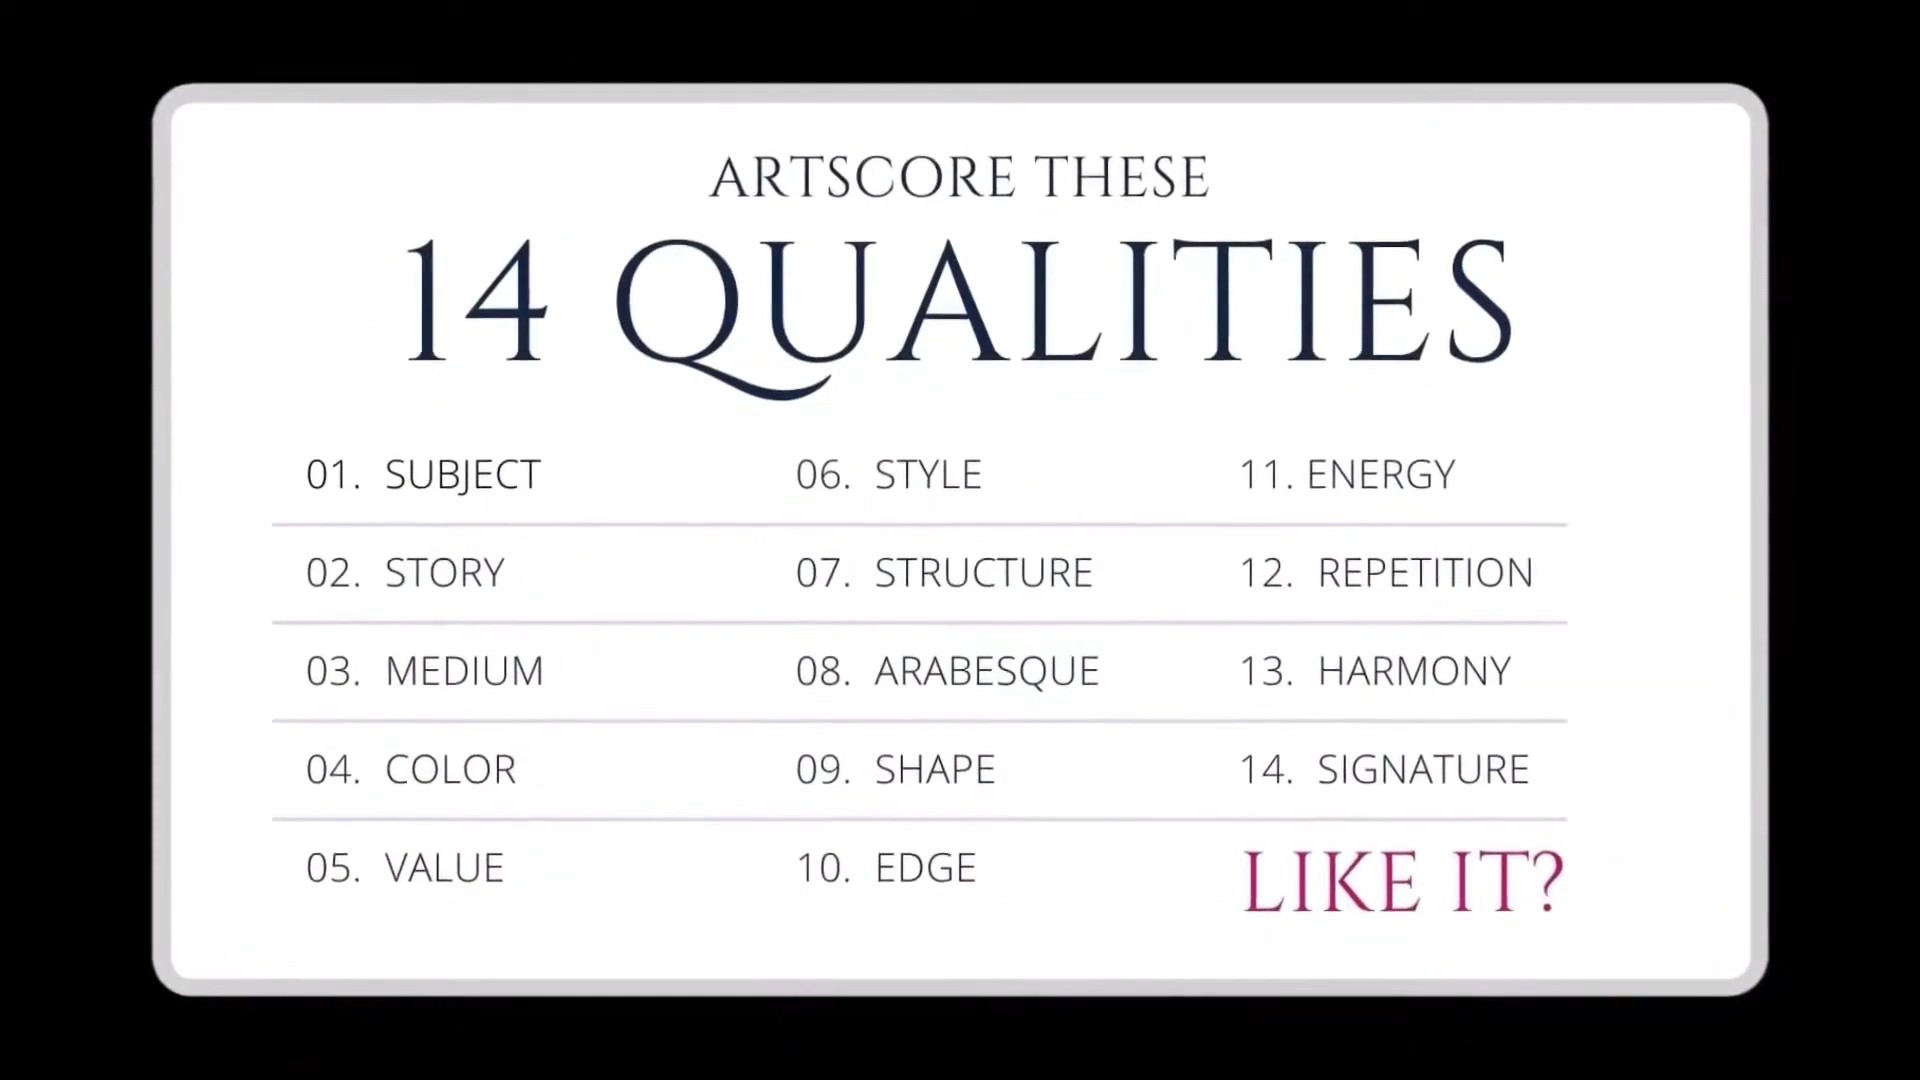 ARTSCORE THESE
14 QUALITIES
01. SUBJECT
02. STORY
03. MEDIUM
04. COLOR
05. VALUE
06. STYLE
07. STRUCTURE
08. ARABESQUE
09. SHAPE
10. EDGE
11. ENERGY
12. REPETITION
13. HARMONY
14. SIGNATURE
LIKE IT?